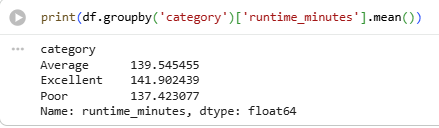 print(df.groupby('category')['runtime_minutes'].mean())
category
Average      139.545455
Excellent    141.902439
Poor         137.423077
Name: runtime_minutes, dtype: float64